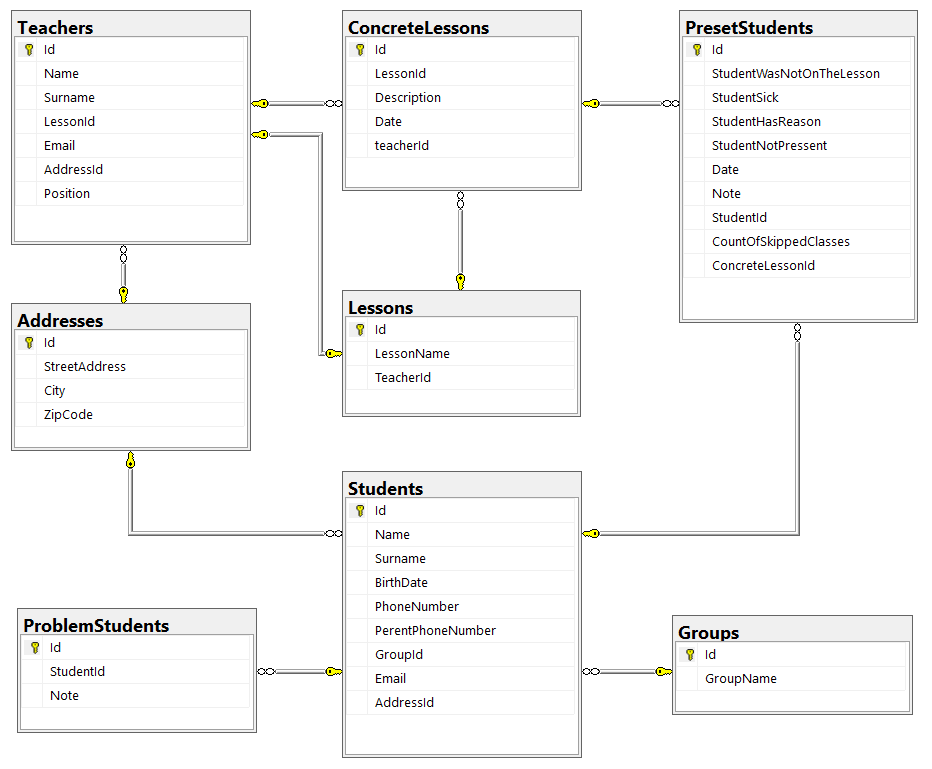 Teachers
Id
Name
Surname
LessonId
Email
AddressId
Position
ConcreteLessons
Id
LessonId
Description
Date
teacherId
PresetStudents
Id
StudentWasNotOnTheLesson
StudentSick
StudentHasReason
StudentNotPressent
Date
Note
StudentId
CountOfSkippedClasses
ConcreteLessonId
Addresses
Id
StreetAddress
City
ZipCode
Lessons
Id
LessonName
TeacherId
Students
Id
Name
Surname
BirthDate
PhoneNumber
PerentPhoneNumber
GroupId
Email
AddressId
ProblemStudents
Id
StudentId
Note
Groups
Id
GroupName